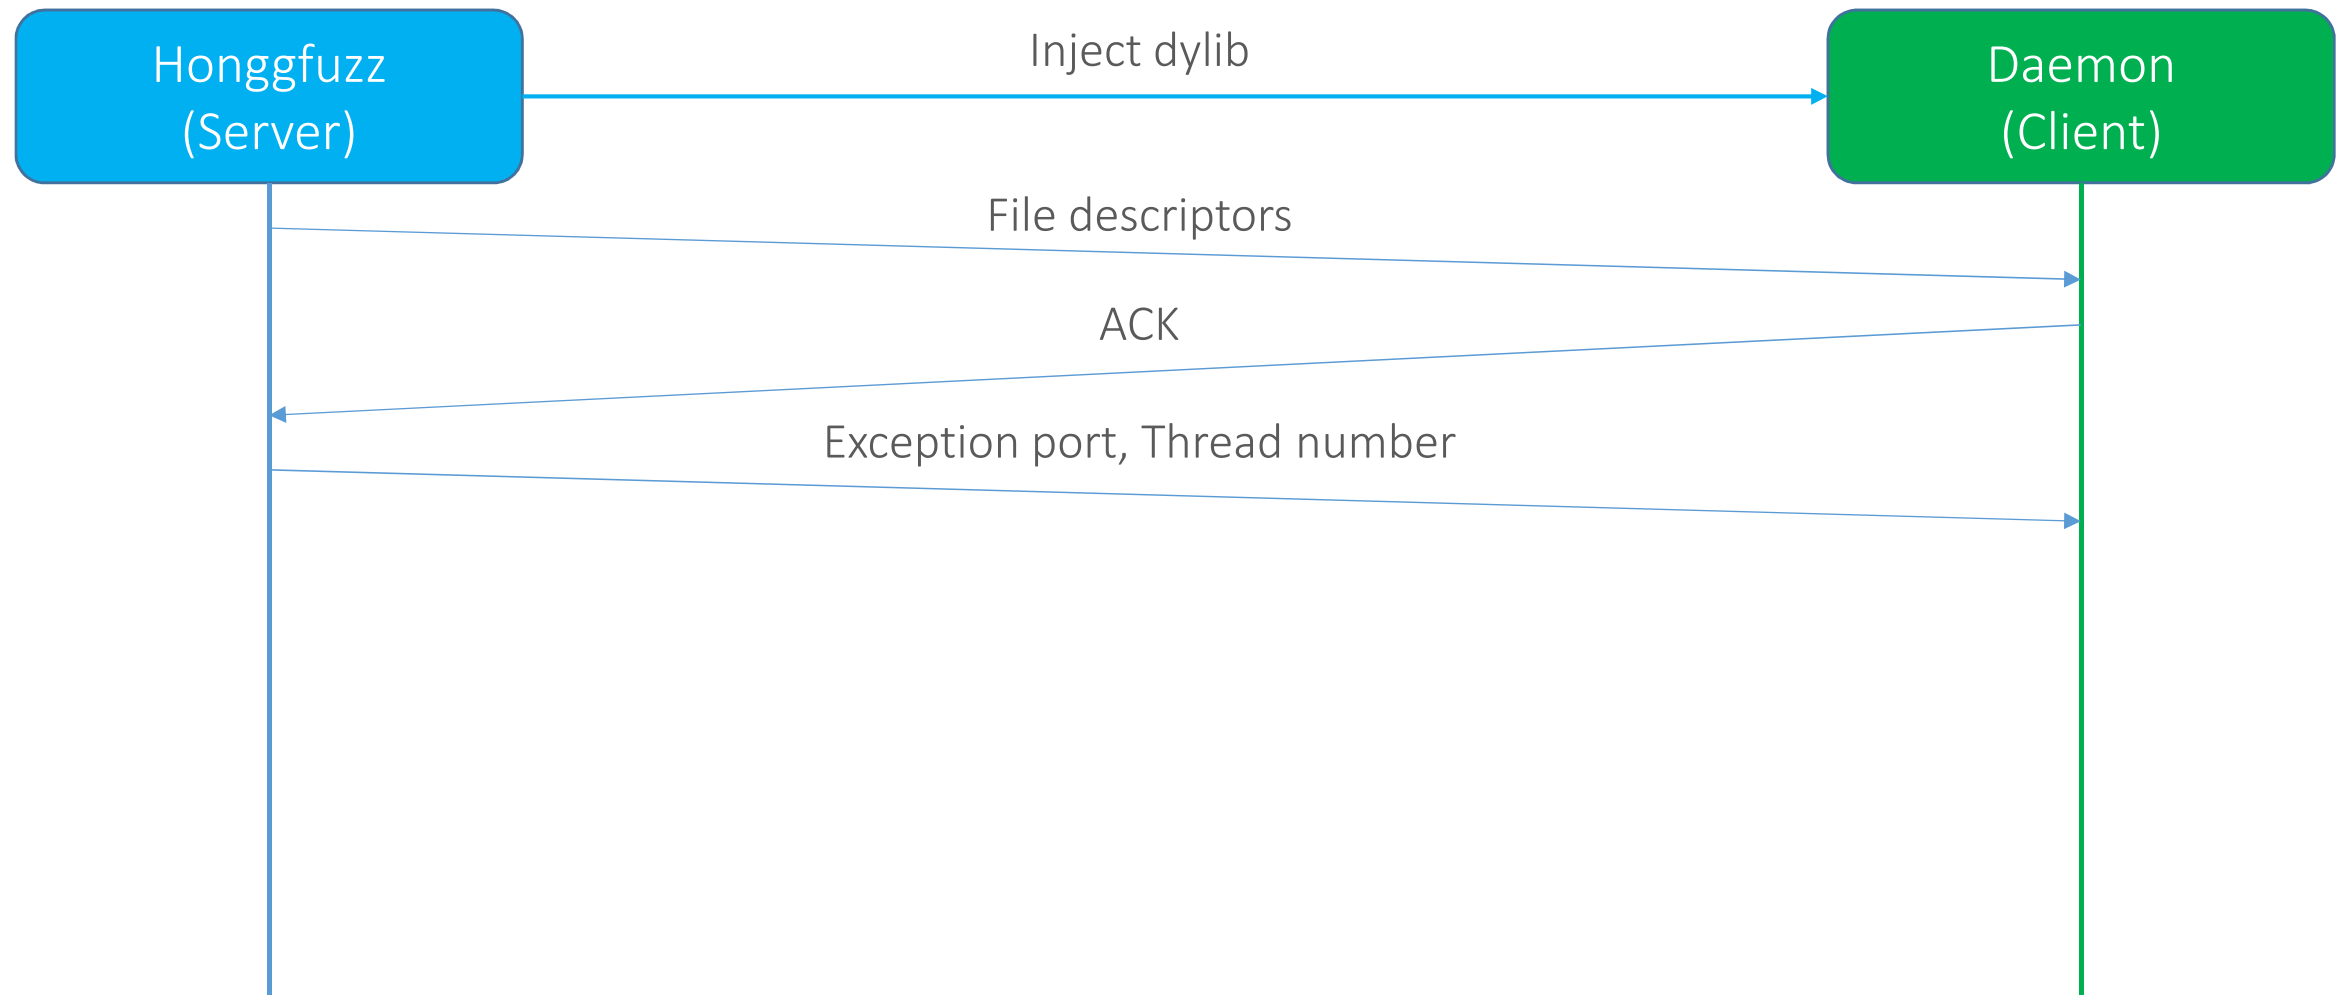 Honggfuzz
(Server)
Inject dylib
Daemon
(Client)
File descriptors
ACK
Exception port, Thread number